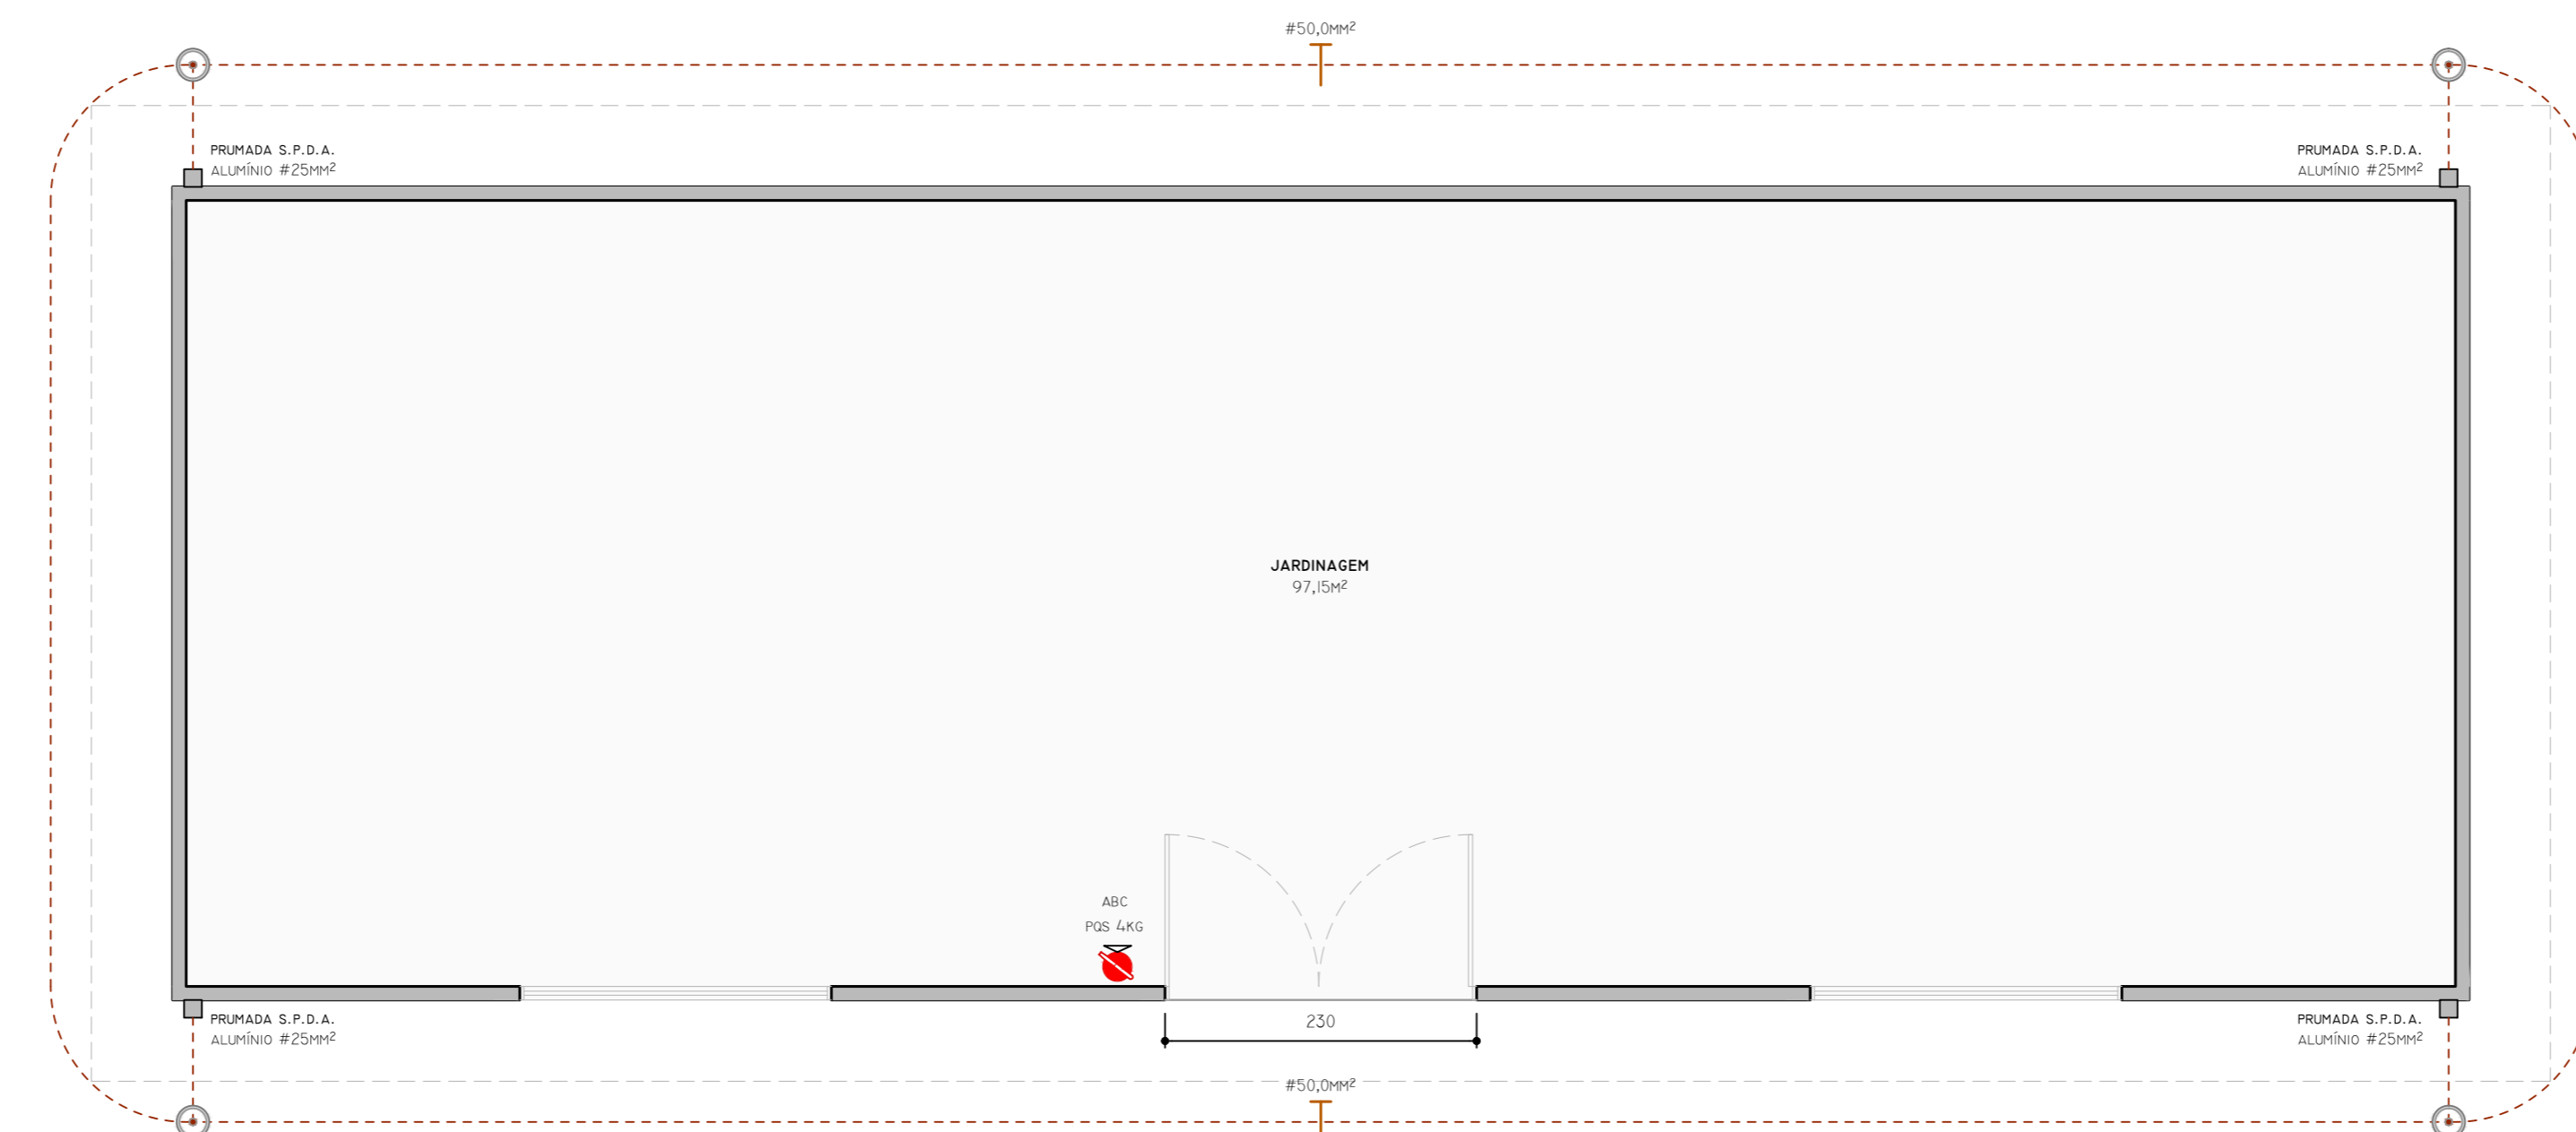 #50,0MM²
PRUMADA S.P.D.A.
ALUMÍNIO #25MM²
PRUMADA S.P.D.A.
ALUMÍNIO #25MM²
JARDINAGEM
97,15M²
ABC
PQS 4KG
PRUMADA S.P.D.A.
ALUMÍNIO #25MM²
230
PRUMADA S.P.D.A.
ALUMÍNIO #25MM²
#50,0MM²